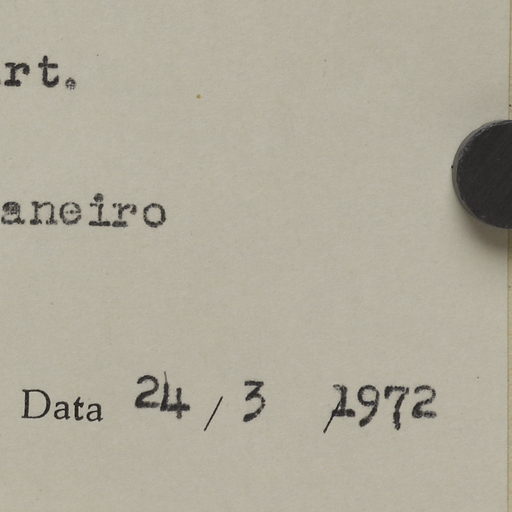 rt.
aneiro
Data 24 / 3 /1972